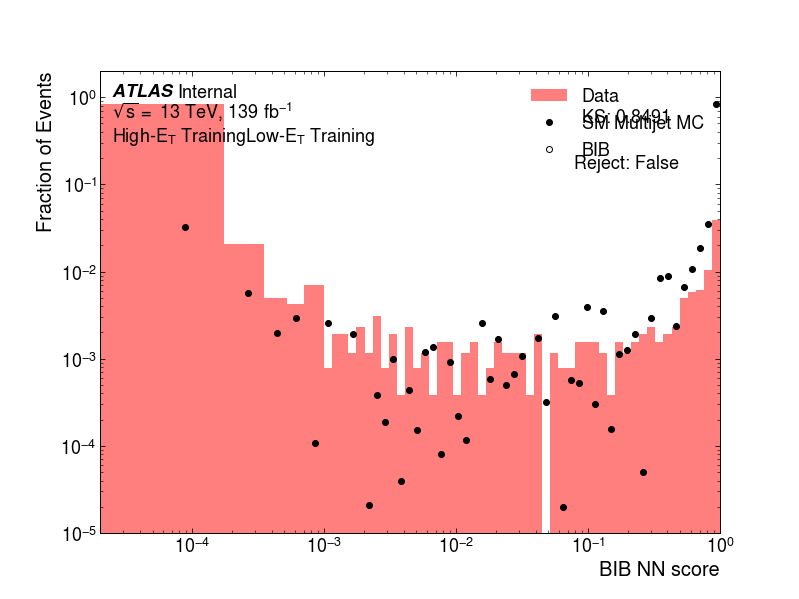 ATLAS Internal
√s = 13 TeV, 139 fb⁻¹
High-E_T TrainingLow-E_T Training
Data
KS: 0.8491
SM Multijet MC
BIB
Reject: False
Fraction of Events
10⁰
10⁻¹
10⁻²
10⁻³
10⁻⁴
10⁻⁵
10⁻⁴ 10⁻³ 10⁻² 10⁻¹ 10⁰
BIB NN score